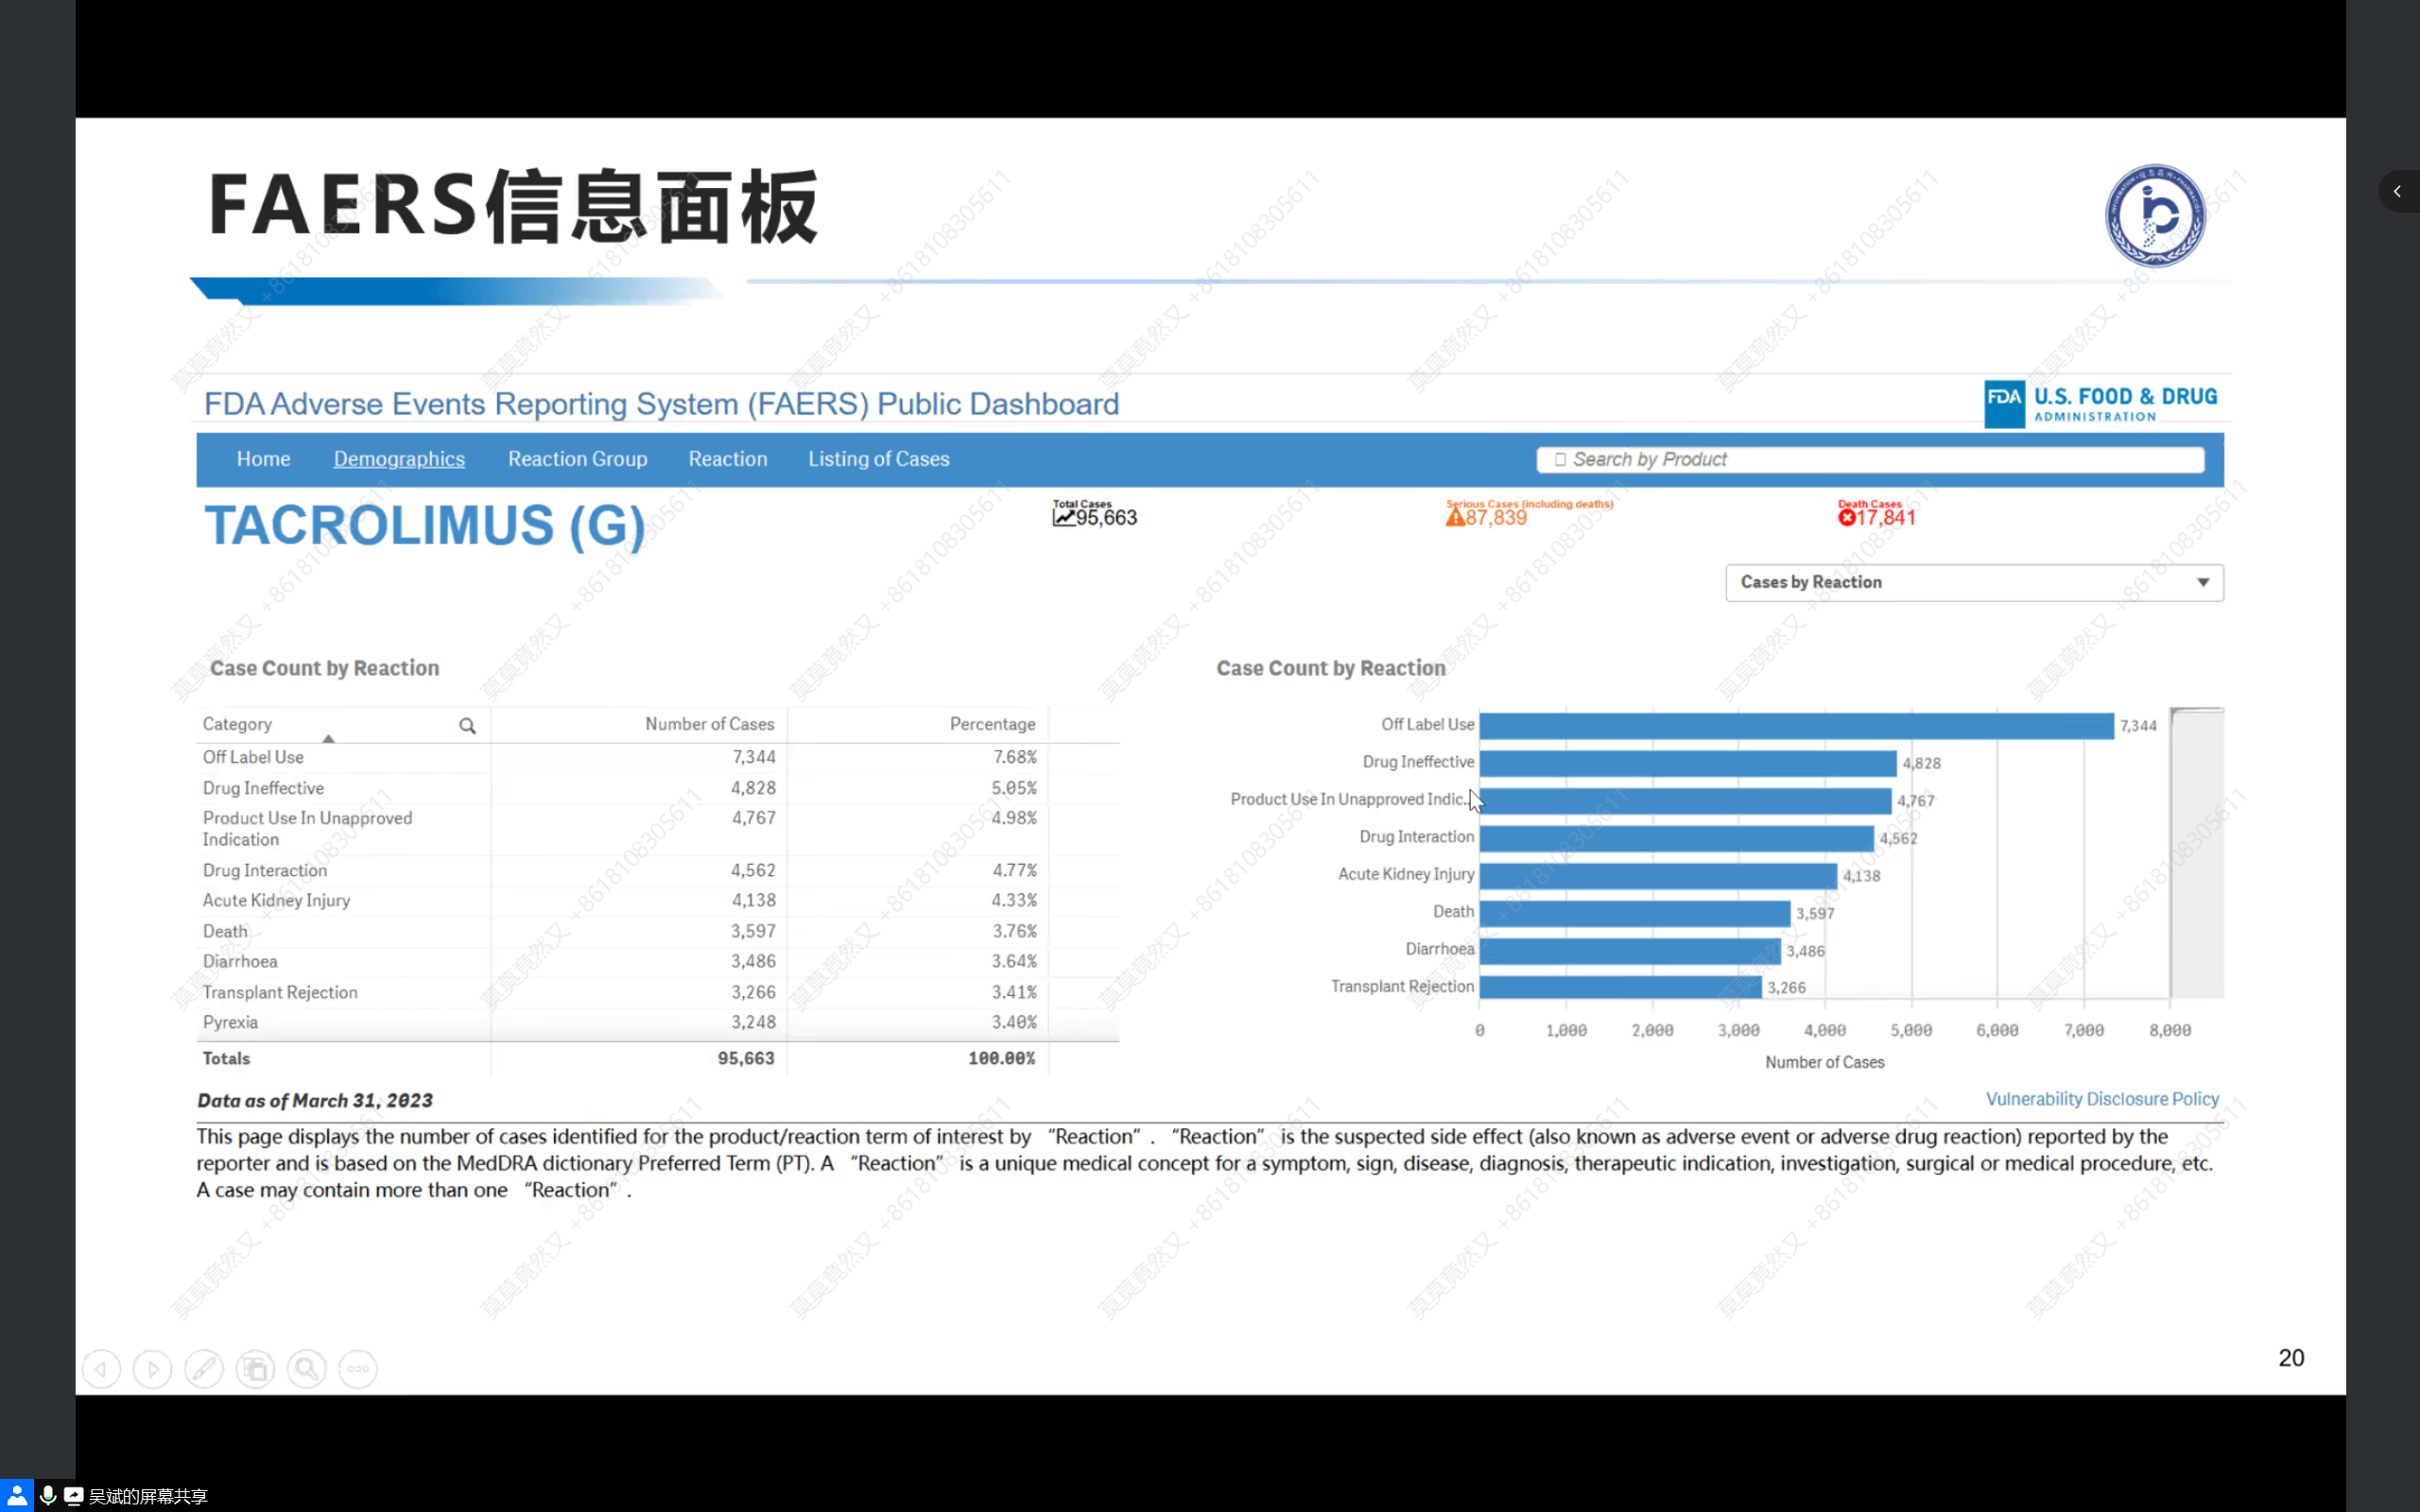 FAERS信息面板
FDA Adverse Events Reporting System (FAERS) Public Dashboard
FDA U.S. FOOD & DRUG
ADMINISTRATION
Home Demographics Reaction Group Reaction Listing of Cases Search by Product
TACROLIMUS (G)
Total Cases
95,663
Serious Cases (including deaths)
87,839
Death Cases
17,841
Cases by Reaction
Case Count by Reaction
Category Number of Cases Percentage
Off Label Use 7,344 7.68%
Drug Ineffective 4,828 5.05%
Product Use In Unapproved
Indication 4,767 4.98%
Drug Interaction 4,562 4.77%
Acute Kidney Injury 4,138 4.33%
Death 3,597 3.76%
Diarrhoea 3,486 3.64%
Transplant Rejection 3,266 3.41%
Pyrexia 3,248 3.40%
Totals 95,663 100.00%
Case Count by Reaction
Off Label Use 7,344
Drug Ineffective 4,828
Product Use In Unapproved Indic... 4,767
Drug Interaction 4,562
Acute Kidney Injury 4,138
Death 3,597
Diarrhoea 3,486
Transplant Rejection 3,266
0 1,000 2,000 3,000 4,000 5,000 6,000 7,000 8,000
Number of Cases
Data as of March 31, 2023
Vulnerability Disclosure Policy
This page displays the number of cases identified for the product/reaction term of interest by “Reaction”. “Reaction” is the suspected side effect (also known as adverse event or adverse drug reaction) reported by the
reporter and is based on the MedDRA dictionary Preferred Term (PT). A “Reaction” is a unique medical concept for a symptom, sign, disease, diagnosis, therapeutic indication, investigation, surgical or medical procedure, etc.
A case may contain more than one “Reaction”.
20
吴斌的屏幕共享